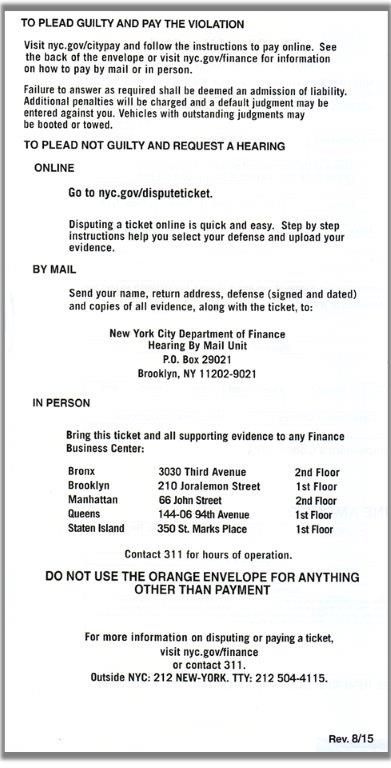 TO PLEAD GUILTY AND PAY THE VIOLATION
Visit nyc.gov/citypay and follow the instructions to pay online. See
the back of the envelope or visit nyc.gov/finance for information
on how to pay by mail or in person.
Failure to answer as required shall be deemed an admission of liability.
Additional penalties will be charged and a default judgment may be
entered against you. Vehicles with outstanding judgments may
be booted or towed.
TO PLEAD NOT GUILTY AND REQUEST A HEARING
ONLINE
Go to nyc.gov/disputeticket.
Disputing a ticket online is quick and easy. Step by step
instructions help you select your defense and upload your
evidence.
BY MAIL
Send your name, return address, defense (signed and dated)
and copies of all evidence, along with the ticket, to:
New York City Department of Finance
Hearing By Mail Unit
P.O. Box 29021
Brooklyn, NY 11202-9021
IN PERSON
Bring this ticket and all supporting evidence to any Finance
Business Center:
Bronx 3030 Third Avenue 2nd Floor
Brooklyn 210 Joralemon Street 1st Floor
Manhattan 66 John Street 2nd Floor
Queens 144-06 94th Avenue 1st Floor
Staten Island 350 St. Marks Place 1st Floor
Contact 311 for hours of operation.
DO NOT USE THE ORANGE ENVELOPE FOR ANYTHING
OTHER THAN PAYMENT
For more information on disputing or paying a ticket,
visit nyc.gov/finance
or contact 311.
Outside NYC: 212 NEW-YORK. TTY: 212 504-4115.
Rev. 8/15